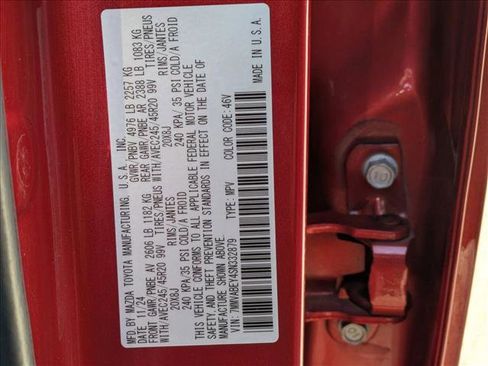 MFD. BY MAZDA TOYOTA MANUFACTURING, U.S.A., INC.
DATE: 11/24 GVWR/PNBV 4976 LB 2257 KG
FRONT GAWR/PNBE AV 2606 LB 1182 KG REAR GAWR/PNBE AR 2388 LB 1083 KG
TIRES/PNEUS WITH/AVEC245/45R20 99V TIRES/PNEUS WITH/AVEC245/45R20 99V
RIMS/JANTES 20X8J RIMS/JANTES 20X8J
240 KPA/ 35 PSI COLD/A FROID 240 KPA/ 35 PSI COLD/A FROID
THIS VEHICLE CONFORMS TO ALL APPLICABLE FEDERAL MOTOR VEHICLE
SAFETY, AND THEFT PREVENTION STANDARDS IN EFFECT ON THE DATE OF
MANUFACTURE SHOWN ABOVE.
VIN: TYPE: MPV COLOR CODE: 46V MADE IN U.S.A.